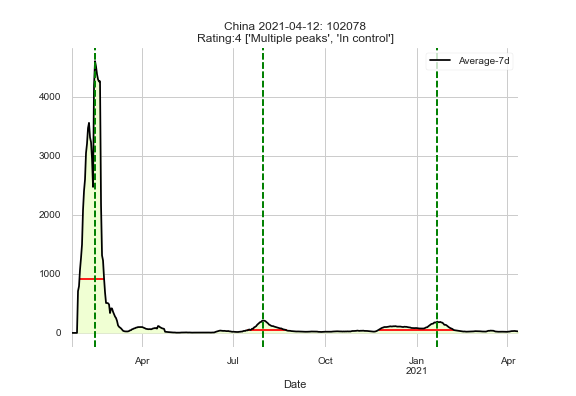 China 2021-04-12: 102078
Rating:4 ['Multiple peaks', 'In control']
Average-7d
4000
3000
2000
1000
0
Apr
Jul
Oct
Jan
2021
Apr
Date